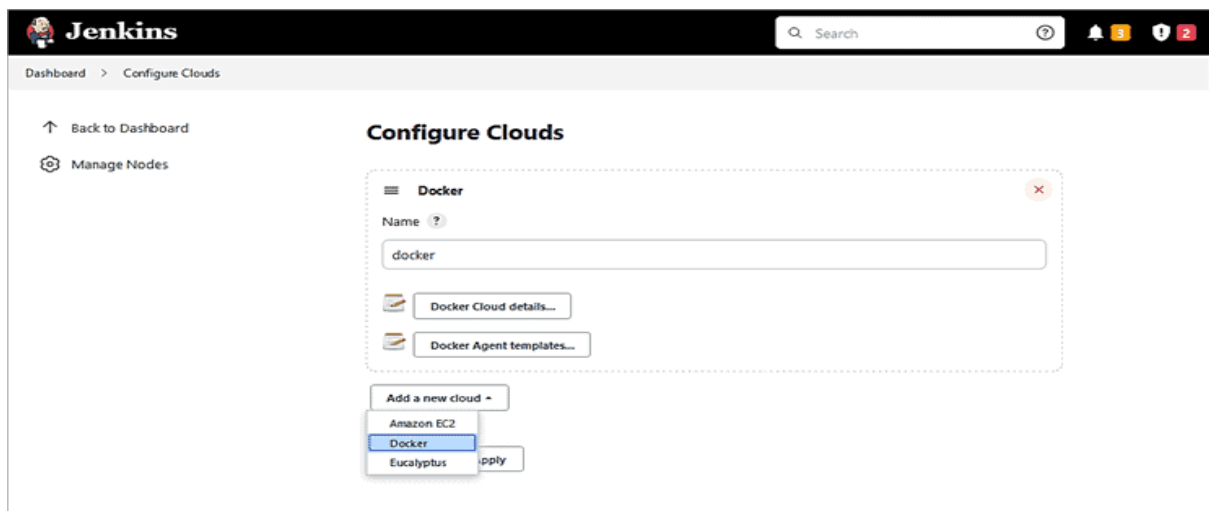 Jenkins
Search
3
2
Dashboard > Configure Clouds
Back to Dashboard
Manage Nodes
Configure Clouds
Docker
Name ?
docker
Docker Cloud details...
Docker Agent templates...
Add a new cloud
Amazon EC2
Docker
Eucalyptus